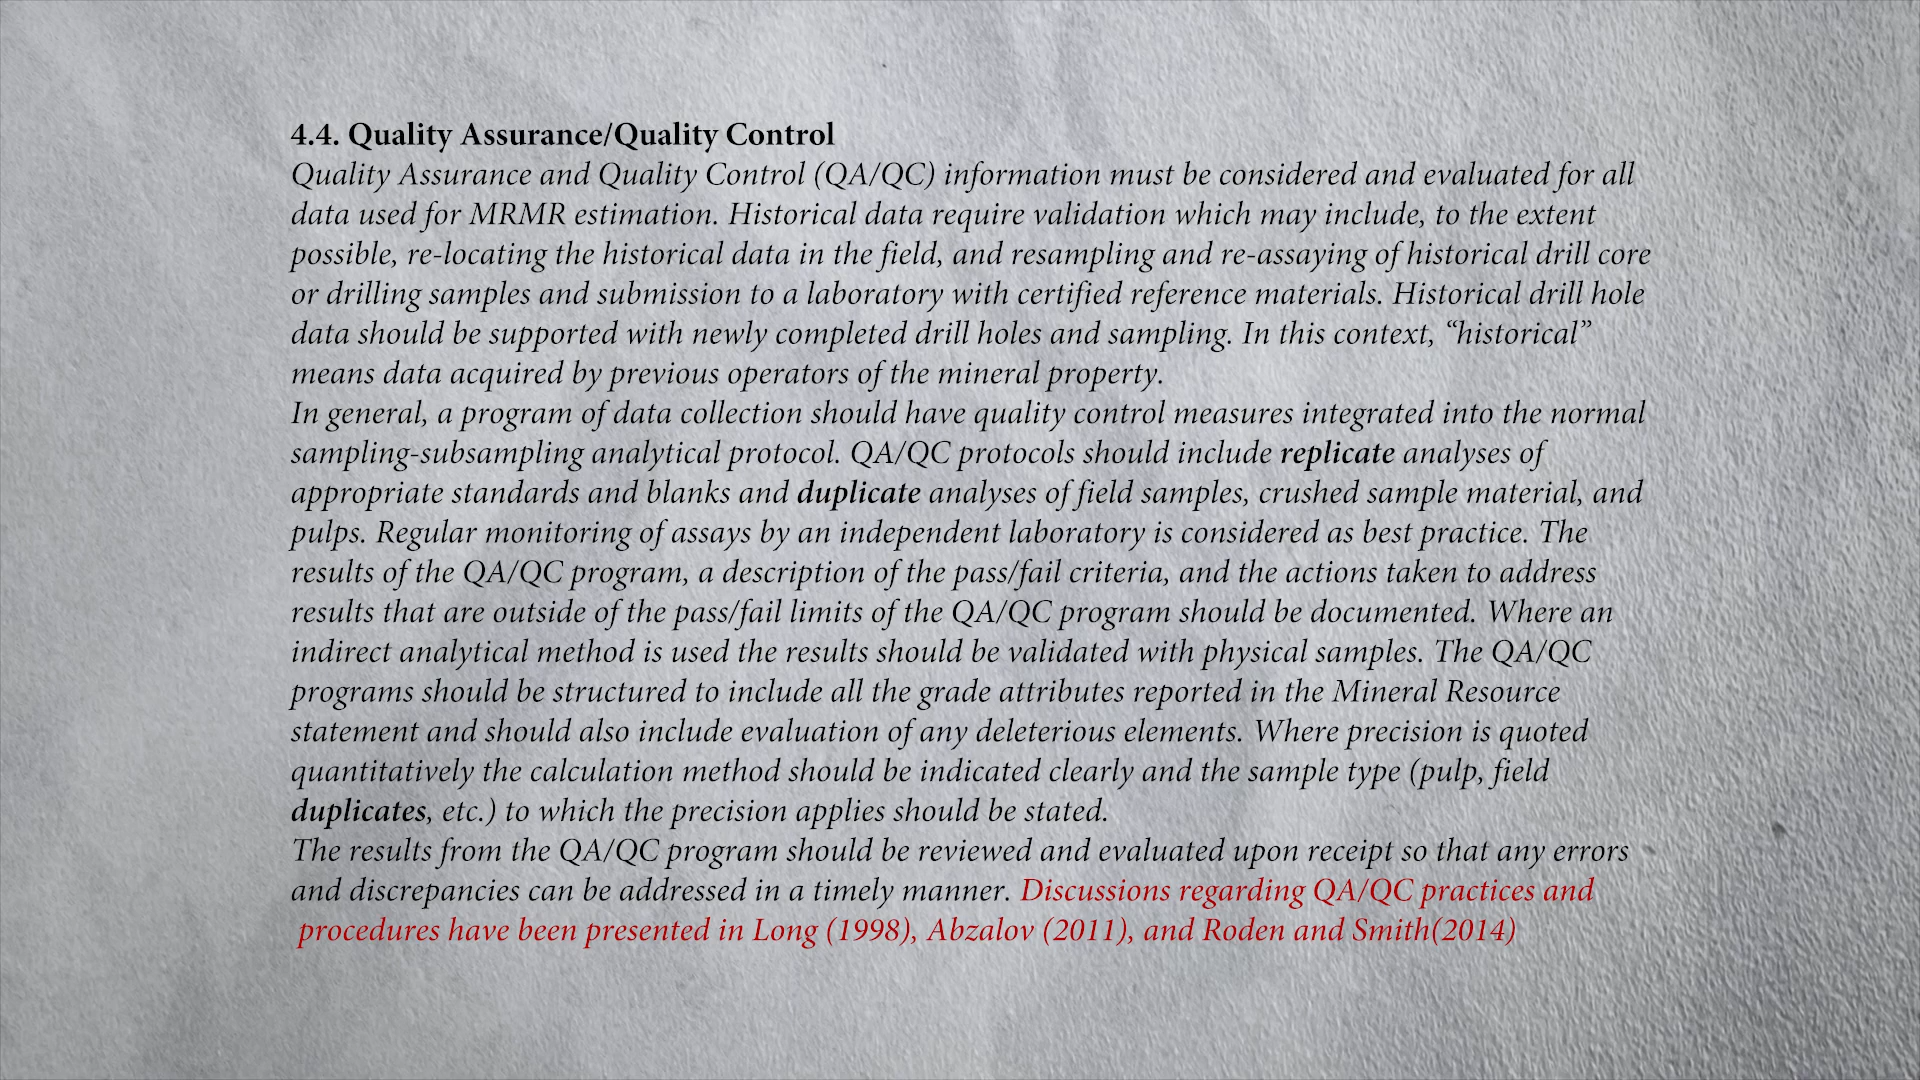 4.4. Quality Assurance/Quality Control
Quality Assurance and Quality Control (QA/QC) information must be considered and evaluated for all
data used for MRMR estimation. Historical data require validation which may include, to the extent
possible, re-locating the historical data in the field, and resampling and re-assaying of historical drill core
or drilling samples and submission to a laboratory with certified reference materials. Historical drill hole
data should be supported with newly completed drill holes and sampling. In this context, “historical”
means data acquired by previous operators of the mineral property.
In general, a program of data collection should have quality control measures integrated into the normal
sampling-subsampling analytical protocol. QA/QC protocols should include replicate analyses of
appropriate standards and blanks and duplicate analyses of field samples, crushed sample material, and
pulps. Regular monitoring of assays by an independent laboratory is considered as best practice. The
results of the QA/QC program, a description of the pass/fail criteria, and the actions taken to address
results that are outside of the pass/fail limits of the QA/QC program should be documented. Where an
indirect analytical method is used the results should be validated with physical samples. The QA/QC
programs should be structured to include all the grade attributes reported in the Mineral Resource
statement and should also include evaluation of any deleterious elements. Where precision is quoted
quantitatively the calculation method should be indicated clearly and the sample type (pulp, field
duplicates, etc.) to which the precision applies should be stated.
The results from the QA/QC program should be reviewed and evaluated upon receipt so that any errors
and discrepancies can be addressed in a timely manner. Discussions regarding QA/QC practices and
procedures have been presented in Long (1998), Abzalov (2011), and Roden and Smith(2014)